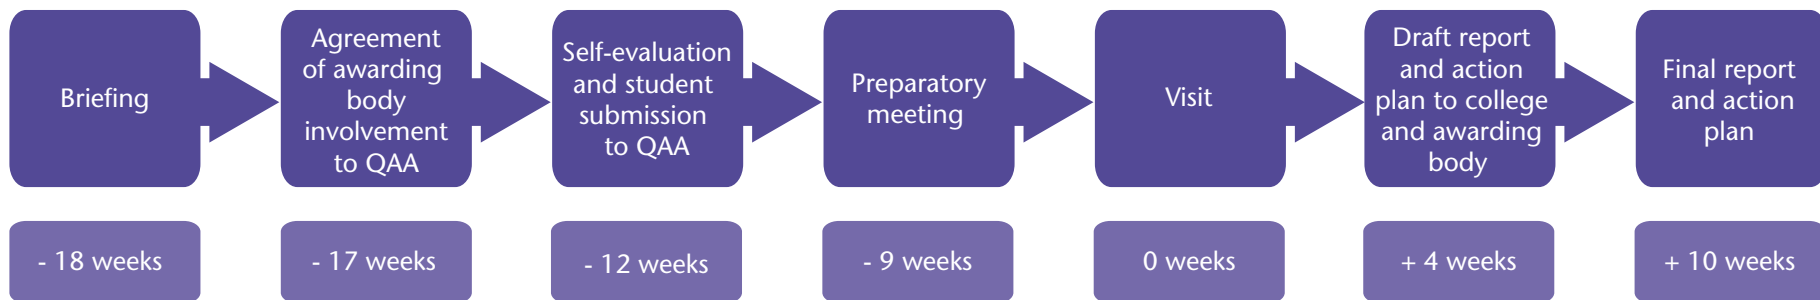 Briefing
Agreement
of awarding
body
involvement
to QAA
Self-evaluation
and student
submission
to QAA
Preparatory
meeting
Visit
Draft report
and action
plan to college
and awarding
body
Final report
and action
plan
- 18 weeks
- 17 weeks
- 12 weeks
- 9 weeks
0 weeks
+ 4 weeks
+ 10 weeks